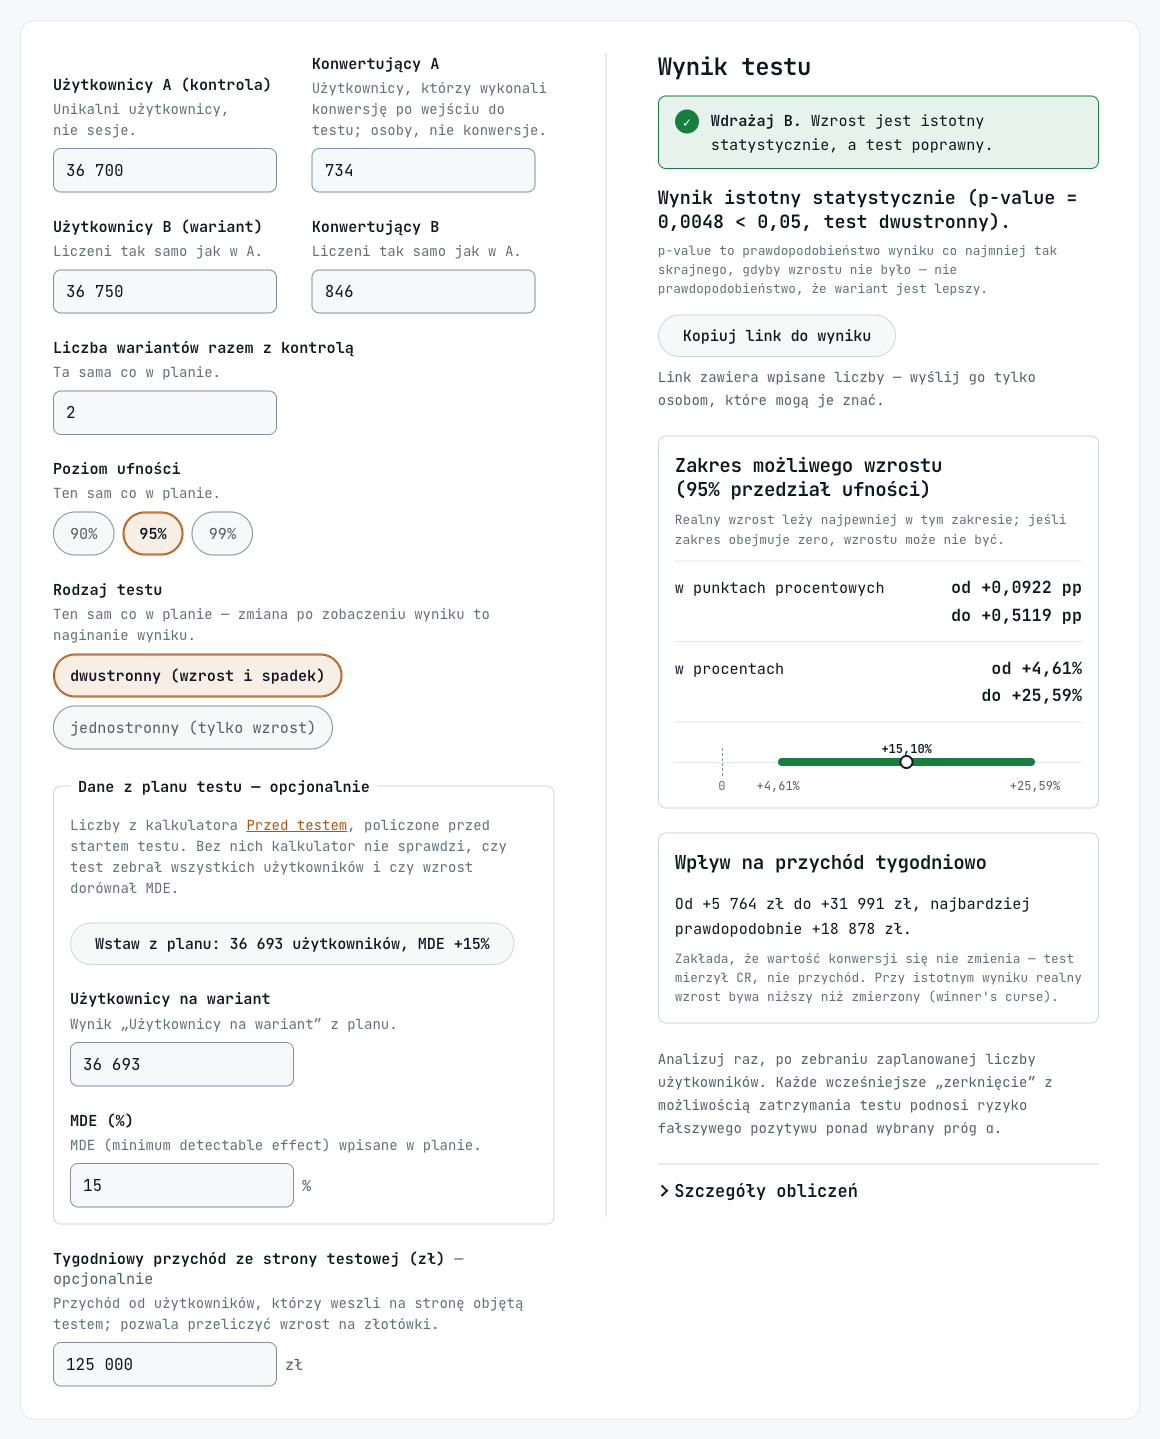 Użytkownicy A (kontrola)
Unikalni użytkownicy,
nie sesje.
36 700
Konwertujący A
Użytkownicy, którzy wykonali
konwersję po wejściu do
testu; osoby, nie konwersje.
734
Użytkownicy B (wariant)
Liczeni tak samo jak w A.
36 750
Konwertujący B
Liczeni tak samo jak w A.
846
Liczba wariantów razem z kontrolą
Ta sama co w planie.
2
Poziom ufności
Ten sam co w planie.
90% 95% 99%
Rodzaj testu
Ten sam co w planie — zmiana po zobaczeniu wyniku to
naginanie wyniku.
dwustronny (wzrost i spadek)
jednostronny (tylko wzrost)
Dane z planu testu — opcjonalnie
Liczby z kalkulatora Przed testem, policzone przed
startem testu. Bez nich kalkulator nie sprawdzi, czy
test zebrał wszystkich użytkowników i czy wzrost
dorównał MDE.
Wstaw z planu: 36 693 użytkowników, MDE +15%
Użytkownicy na wariant
Wynik „Użytkownicy na wariant” z planu.
36 693
MDE (%)
MDE (minimum detectable effect) wpisane w planie.
15 %
Tygodniowy przychód ze strony testowej (zł) —
opcjonalnie
Przychód od użytkowników, którzy weszli na stronę objętą
testem; pozwala przeliczyć wzrost na złotówki.
125 000 zł
Wynik testu
✓ Wdrażaj B. Wzrost jest istotny
statystycznie, a test poprawny.
Wynik istotny statystycznie (p-value =
0,0048 < 0,05, test dwustronny).
p-value to prawdopodobieństwo wyniku co najmniej tak
skrajnego, gdyby wzrostu nie było — nie
prawdopodobieństwo, że wariant jest lepszy.
Kopiuj link do wyniku
Link zawiera wpisane liczby — wyślij go tylko
osobom, które mogą je znać.
Zakres możliwego wzrostu
(95% przedział ufności)
Realny wzrost leży najpewniej w tym zakresie; jeśli
zakres obejmuje zero, wzrostu może nie być.
w punktach procentowych od +0,0922 pp
do +0,5119 pp
w procentach od +4,61%
do +25,59%
+15,10%
0 +4,61% +25,59%
Wpływ na przychód tygodniowo
Od +5 764 zł do +31 991 zł, najbardziej
prawdopodobnie +18 878 zł.
Zakłada, że wartość konwersji się nie zmienia — test
mierzył CR, nie przychód. Przy istotnym wyniku realny
wzrost bywa niższy niż zmierzony (winner's curse).
Analizuj raz, po zebraniu zaplanowanej liczby
użytkowników. Każde wcześniejsze „zerknięcie” z
możliwością zatrzymania testu podnosi ryzyko
fałszywego pozytywu ponad wybrany próg α.
Szczegóły obliczeń